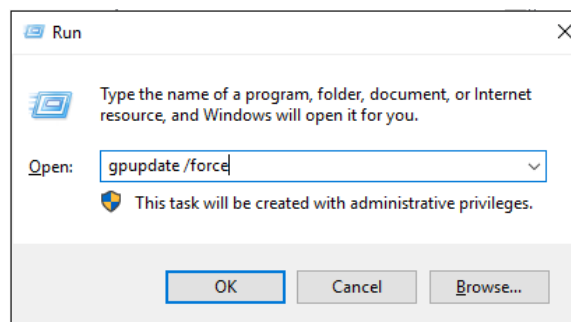 Run
Type the name of a program, folder, document, or Internet
resource, and Windows will open it for you.
Open: gpupdate /force
This task will be created with administrative privileges.
OK Cancel Browse...